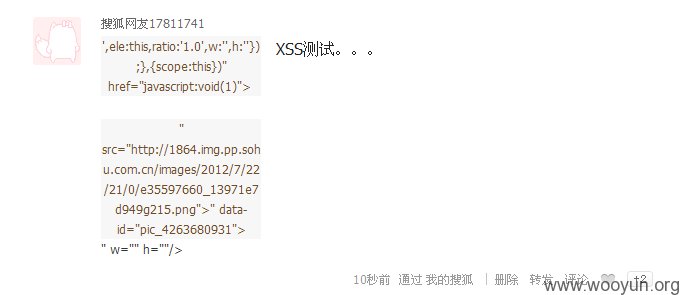 搜狐网友17811741
',ele:this,ratio:'1.0',w:'',h:''})
;},{scope:this})"
href="javascript:void(1)">
XSS测试。。。
"
src="http://1864.img.pp.soh
u.com.cn/images/2012/7/22
/21/0/e35597660_13971e7
d949g215.png">" data-
id="pic_4263680931">
" w="" h=""/>
10秒前 通过 我的搜狐 | 删除 转发 评论 +2
www.wooyun.org